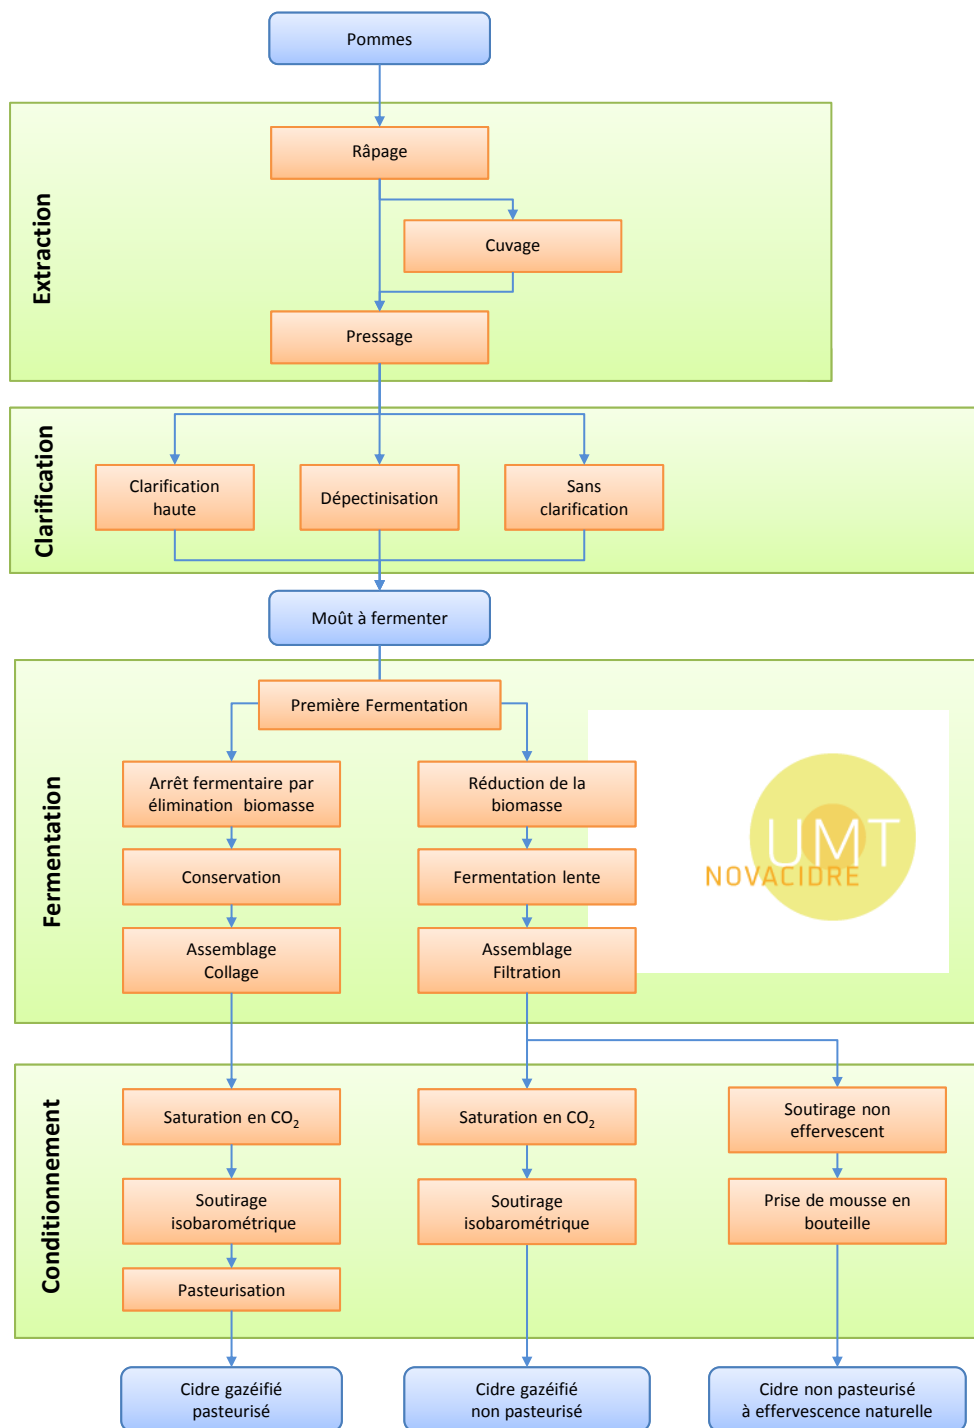 Pommes
Extraction
Râpage
Cuvage
Pressage
Clarification
Clarification
haute
Dépectinisation
Sans
clarification
Moût à fermenter
Fermentation
Première Fermentation
Arrêt fermentaire par
élimination biomasse
Réduction de la
biomasse
Conservation
Fermentation lente
Assemblage
Collage
Assemblage
Filtration
UMT
NOVACIDRE
Conditionnement
Saturation en CO₂
Saturation en CO₂
Soutirage non
effervescent
Soutirage
isobarométrique
Soutirage
isobarométrique
Prise de mousse en
bouteille
Pasteurisation
Cidre gazéifié
pasteurisé
Cidre gazéifié
non pasteurisé
Cidre non pasteurisé
à effervescence naturelle